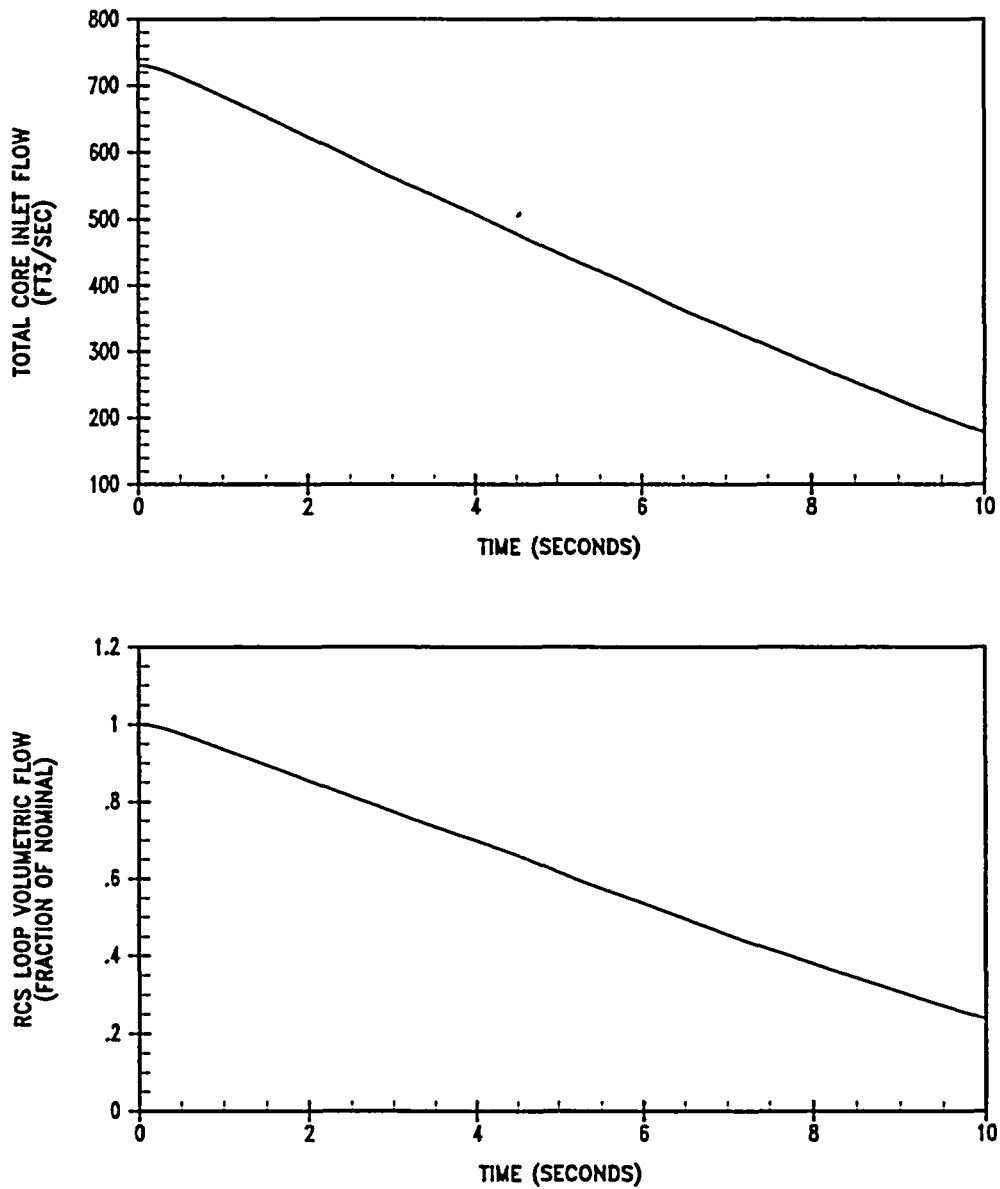 800
700
600
500
400
300
200
100
TOTAL CORE INLET FLOW
(FT3/SEC)
0 2 4 6 8 10
TIME (SECONDS)
1.2
1
.8
.6
.4
.2
0
RCS LOOP VOLUMETRIC FLOW
(FRACTION OF NOMINAL)
0 2 4 6 8 10
TIME (SECONDS)